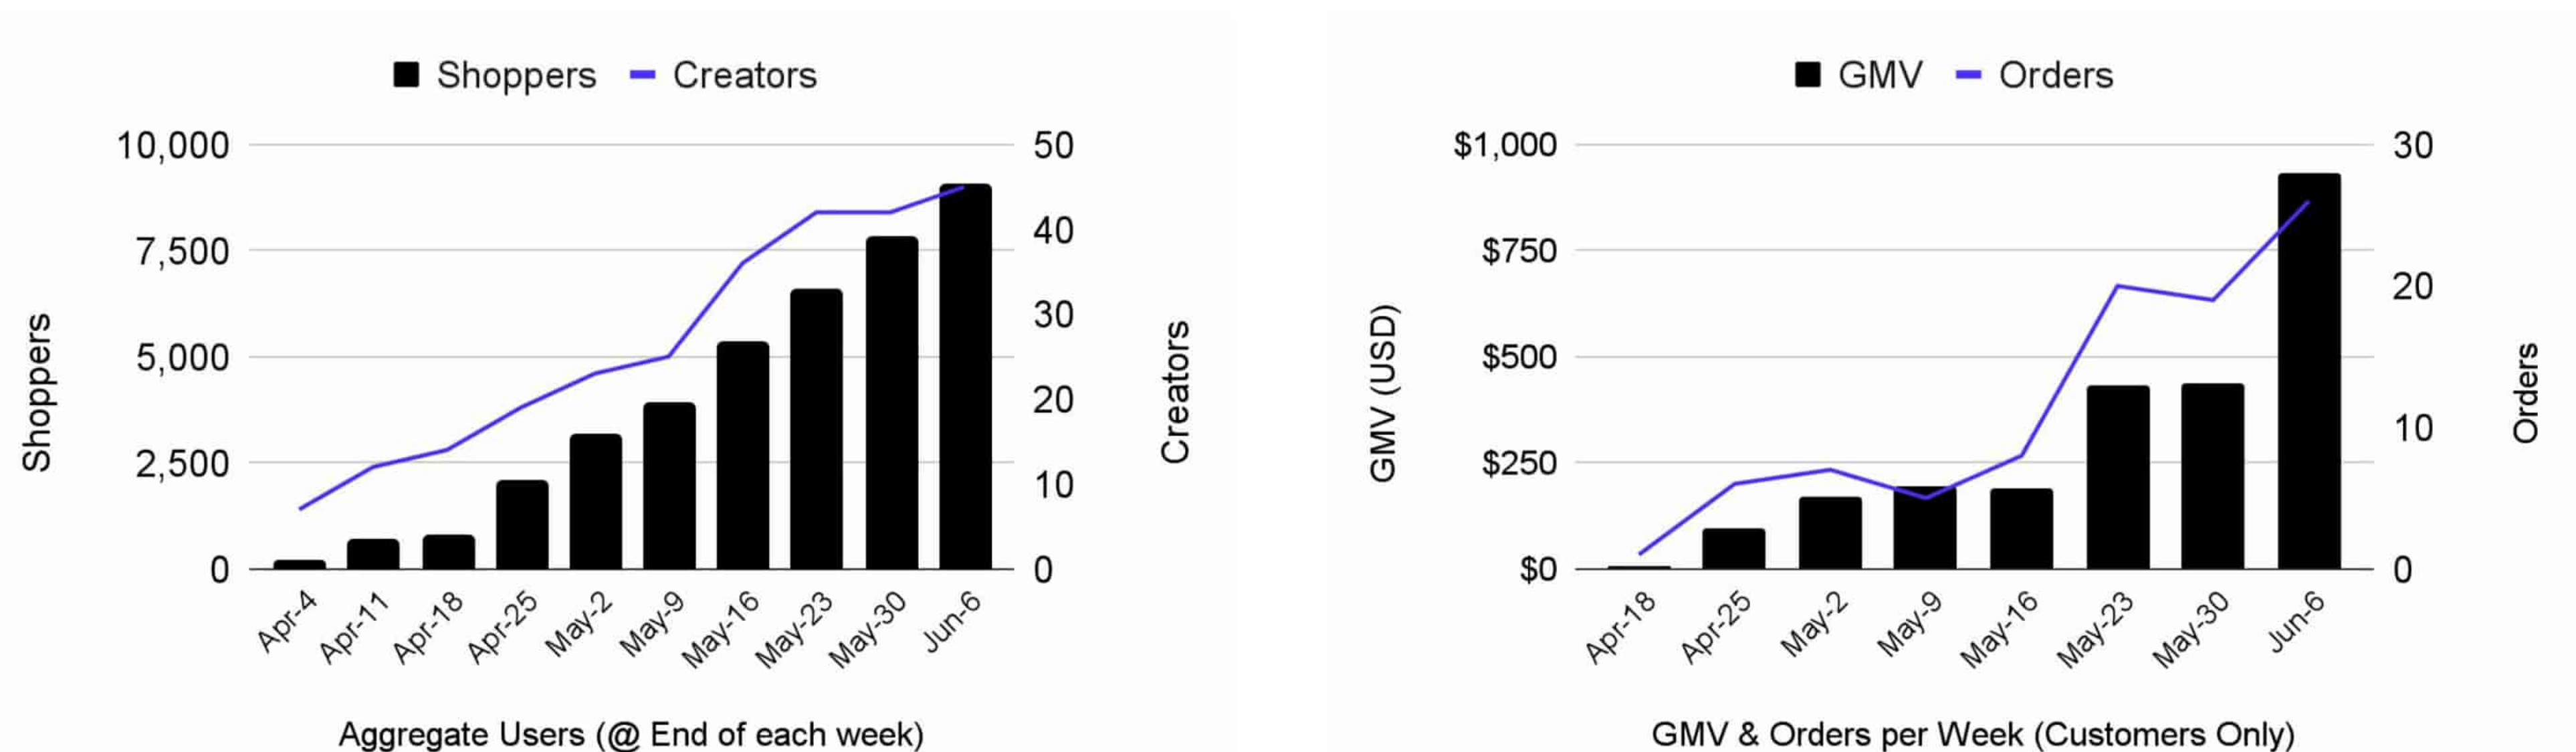 Shoppers Creators
10,000
7,500
5,000
2,500
0
50
40
30
20
10
0
Shoppers
Creators
Apr-4
Apr-11
Apr-18
Apr-25
May-2
May-9
May-16
May-23
May-30
Jun-6
Aggregate Users (@ End of each week)
GMV Orders
$1,000
$750
$500
$250
$0
30
20
10
0
GMV (USD)
Orders
Apr-18
Apr-25
May-2
May-9
May-16
May-23
May-30
Jun-6
GMV & Orders per Week (Customers Only)